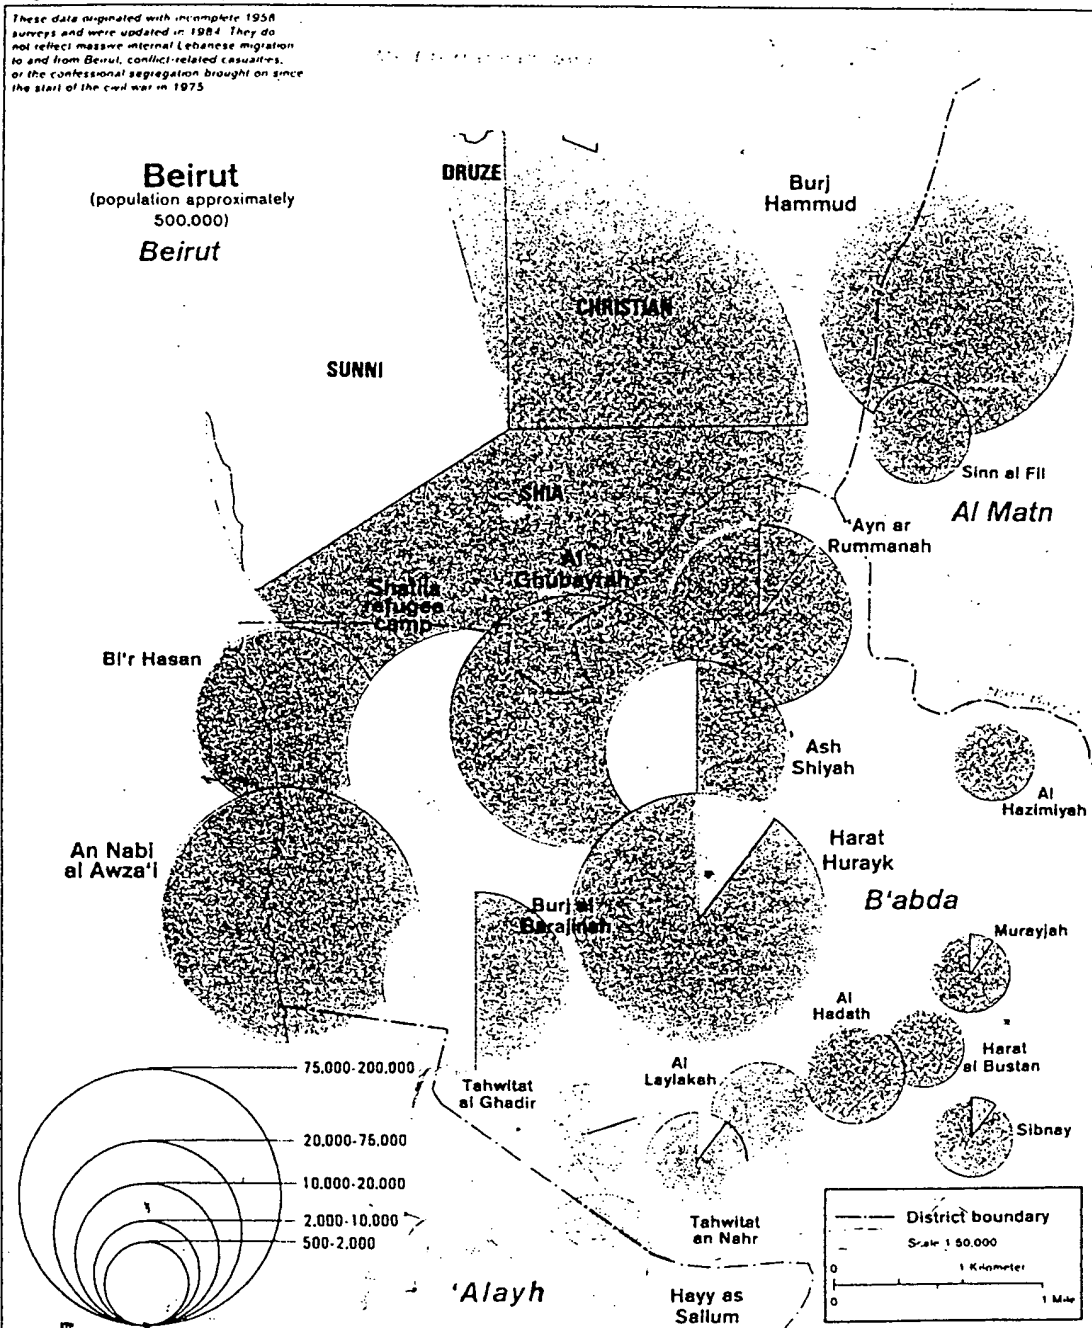 These data originated with incomplete 1958
surveys and were updated in 1984. They do
not reflect massive internal Lebanese migration
to and from Beirut, conflict-related casualties,
or the confessional segregation brought on since
the start of the civil war in 1975
Beirut
(population approximately
500,000)
Beirut
DRUZE
Burj
Hammud
CHRISTIAN
SUNNI
Sinn al Fil
Al Matn
SHIA
'Ayn ar
Rummanah
Al
Ghubayrah
Shatila
refugee
camp
Bi'r Hasan
Ash
Shiyah
Al
Hazimiyah
An Nabi
al Awza'i
Harat
Hurayk
Burj al
Barajinah
B'abda
Murayjah
Al
Hadath
Harat
al Bustan
Al
Laylakah
Tahwitat
al Ghadir
Sibnay
75,000-200,000
20,000-75,000
10,000-20,000
2,000-10,000
500-2,000
Tahwitat
an Nahr
'Alayh
Hayy as
Sallum
District boundary
Scale 1:50,000
0 1 Kilometer
0 1 Mile